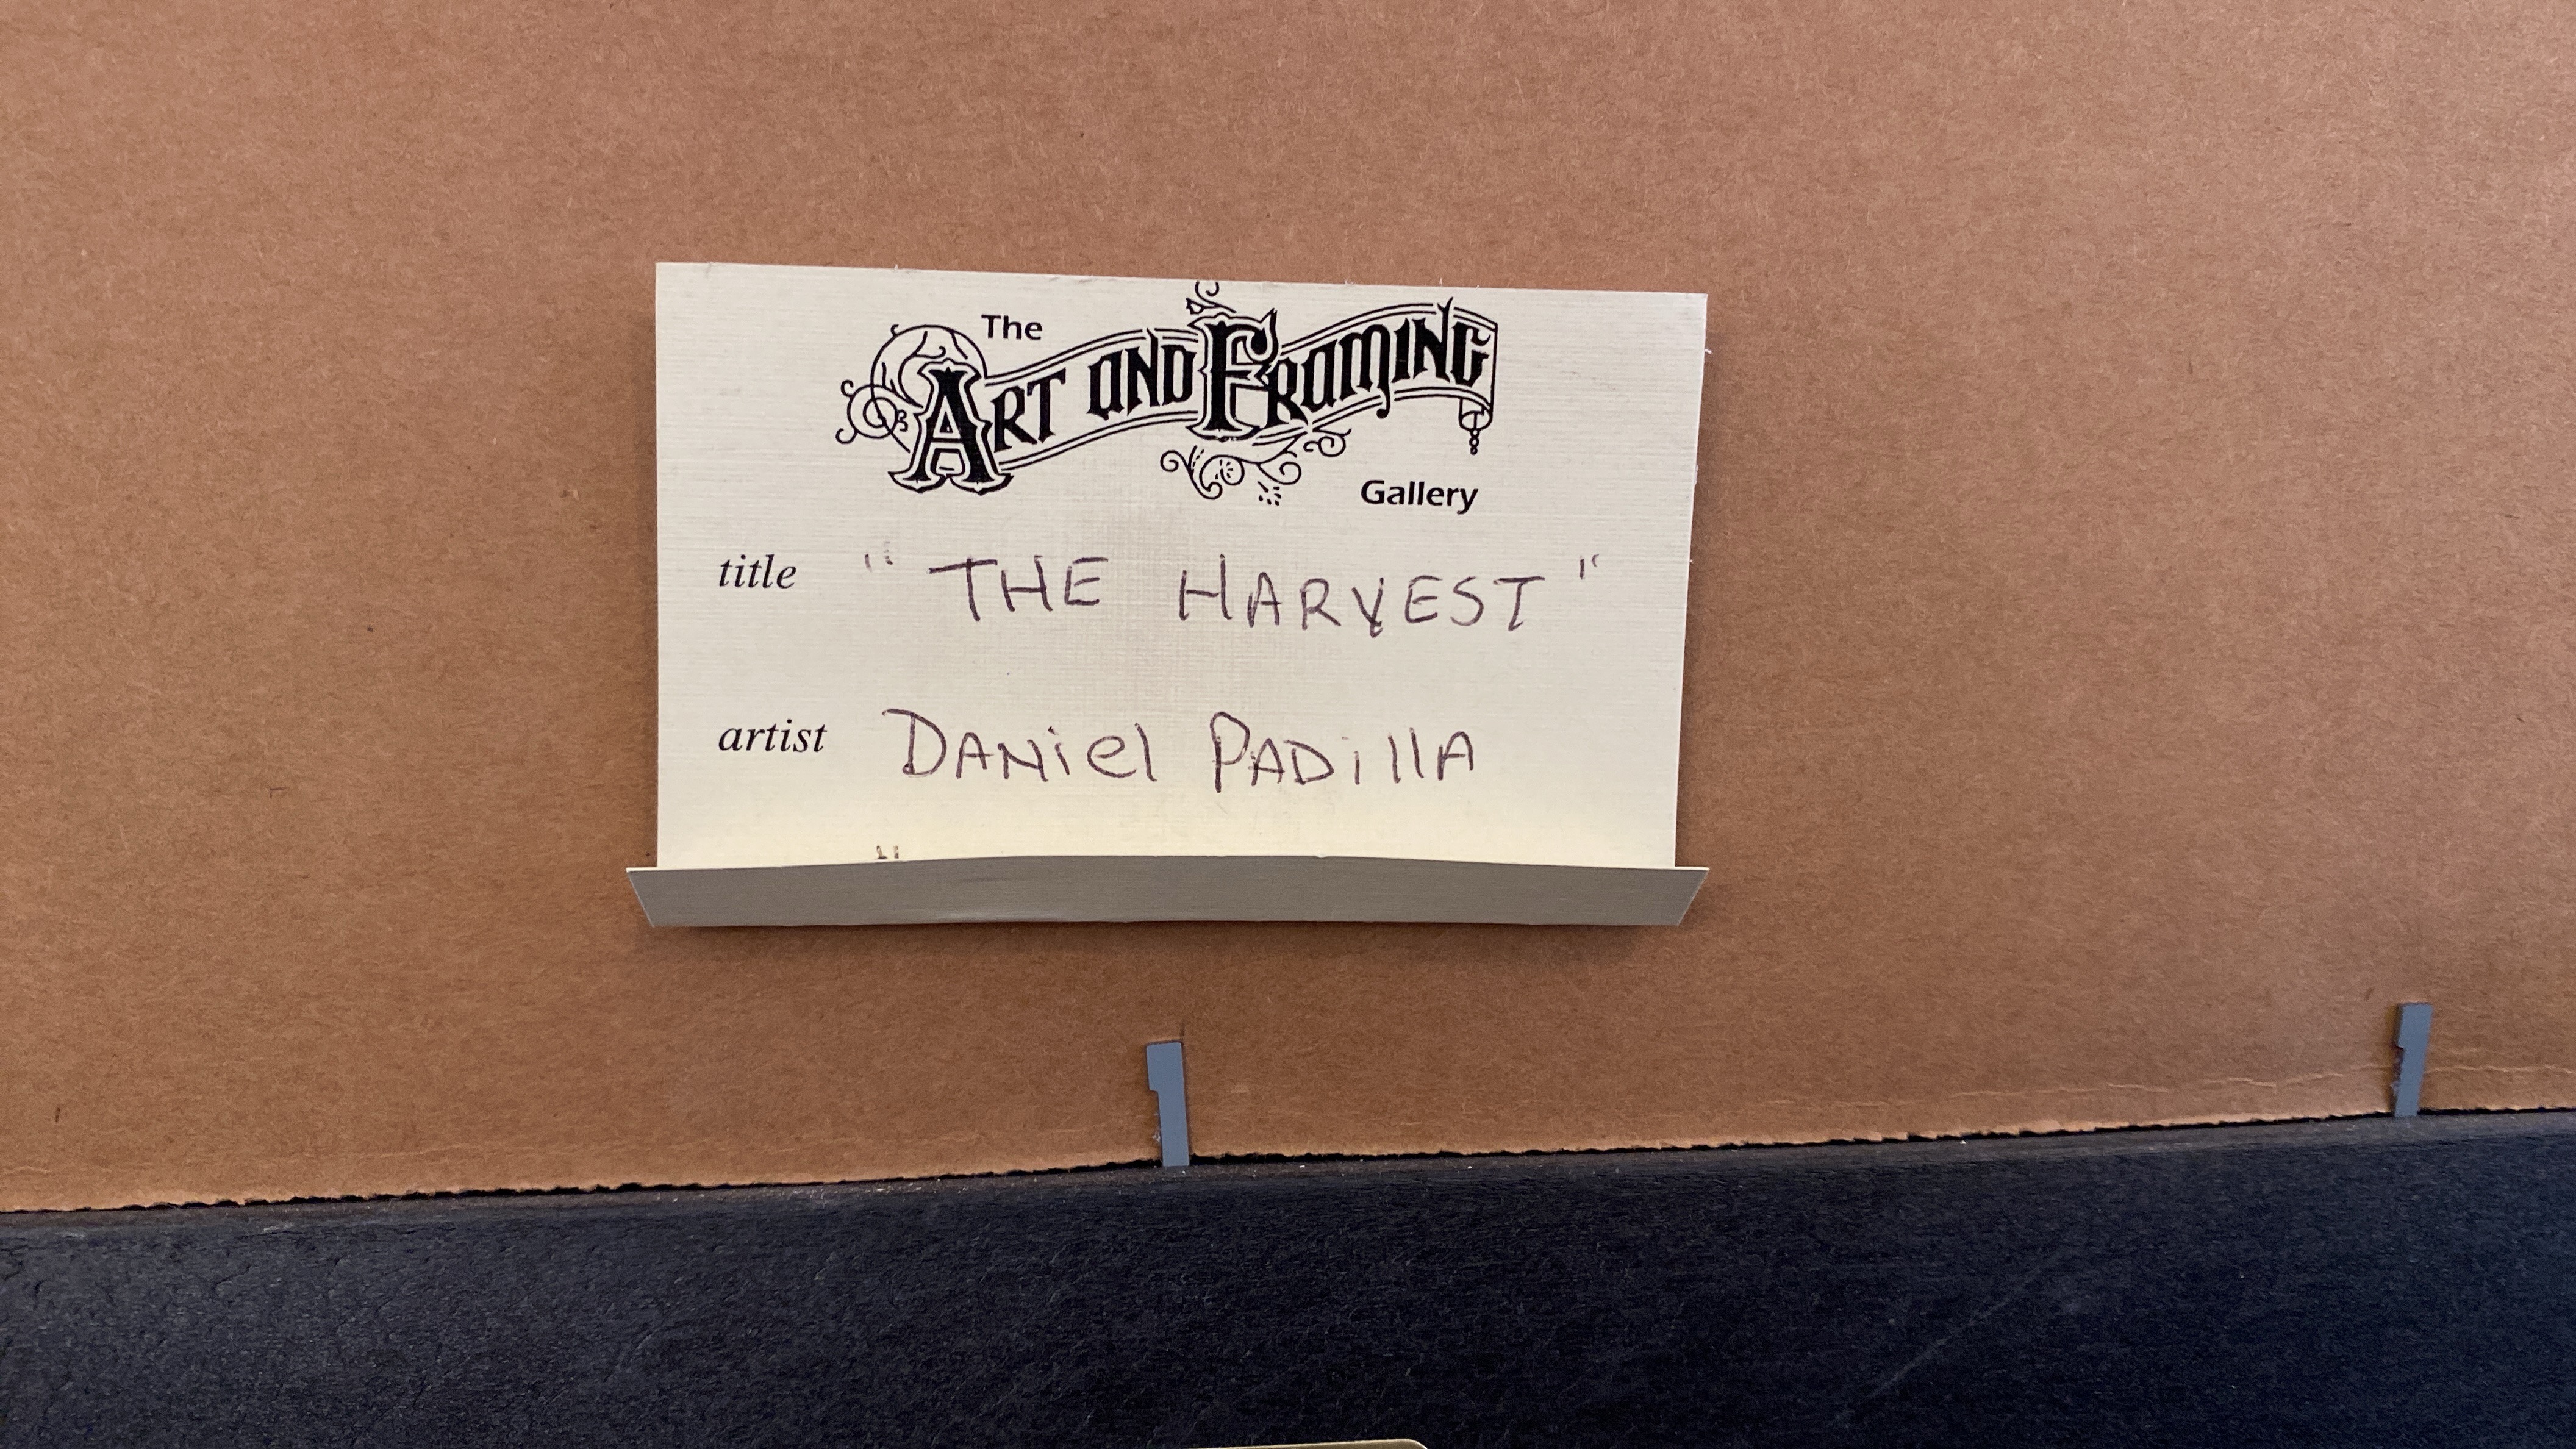 The
ART AND FRAMING
Gallery
title " THE HARVEST "
artist DANiel PADillA